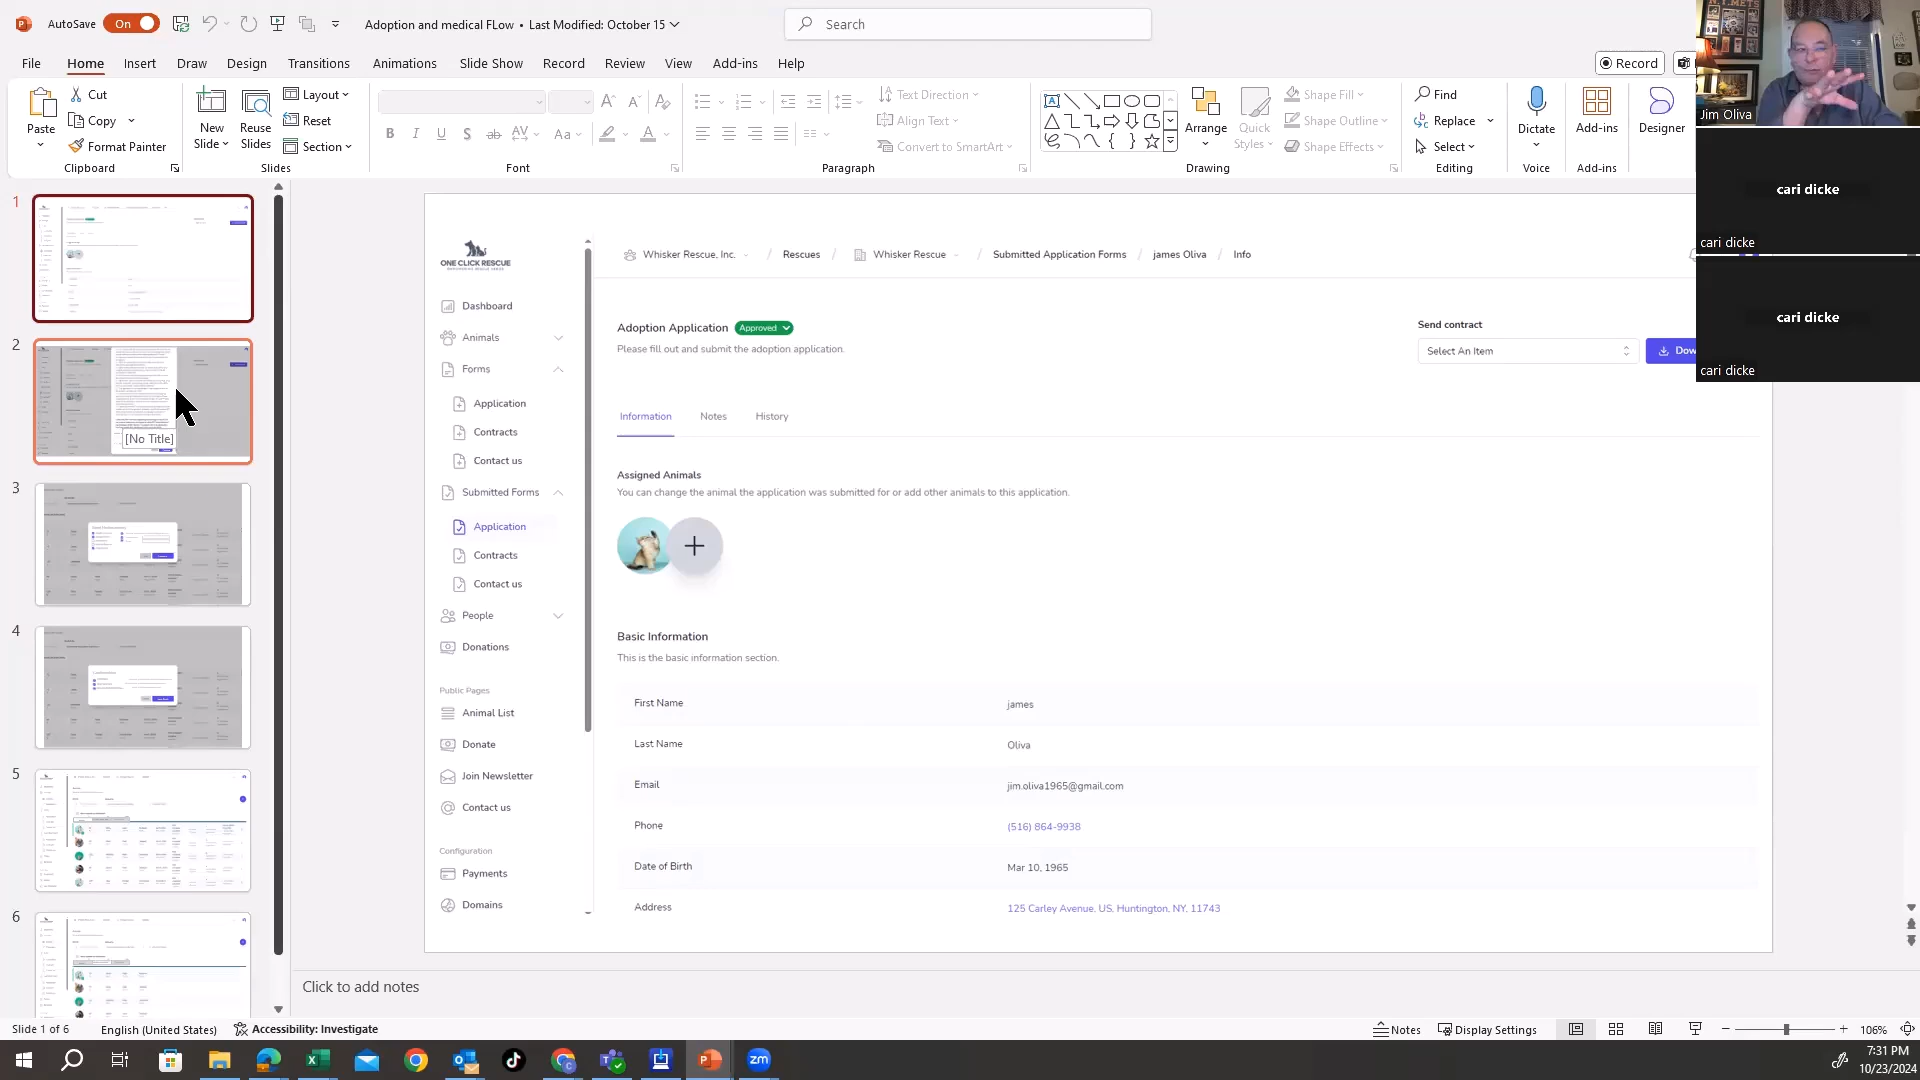 AutoSave On Adoption and medical FLow • Last Modified: October 15 Search
File Home Insert Draw Design Transitions Animations Slide Show Record Review View Add-ins Help Record
Paste Cut Copy Format Painter Clipboard
New Slide Reuse Slides Layout Reset Section Slides
B I U S ab AV Aa A Font
Text Direction Align Text Convert to SmartArt Paragraph
Arrange Quick Styles Shape Fill Shape Outline Shape Effects Drawing
Find Replace Select Editing
Dictate Voice
Add-ins Add-ins
Designer
Jim Oliva
cari dicke
cari dicke
cari dicke
cari dicke
1
2
[No Title]
3
4
5
6
ONE CLICK RESCUE
Dashboard
Animals
Forms
Application
Contracts
Contact us
Submitted Forms
Application
Contracts
Contact us
People
Donations
Public Pages
Animal List
Donate
Join Newsletter
Contact us
Configuration
Payments
Domains
Whisker Rescue, Inc. / Rescues / Whisker Rescue / Submitted Application Forms / james Oliva / Info
Adoption Application Approved
Please fill out and submit the adoption application.
Send contract
Select An Item Dow
Information Notes History
Assigned Animals
You can change the animal the application was submitted for or add other animals to this application.
Basic Information
This is the basic information section.
First Name james
Last Name Oliva
Email jim.oliva1965@gmail.com
Phone (516) 864-9938
Date of Birth Mar 10, 1965
Address 125 Carley Avenue, US, Huntington, NY, 11743
Click to add notes
Slide 1 of 6 English (United States) Accessibility: Investigate Notes Display Settings 106%
zm
7:31 PM
10/23/2024